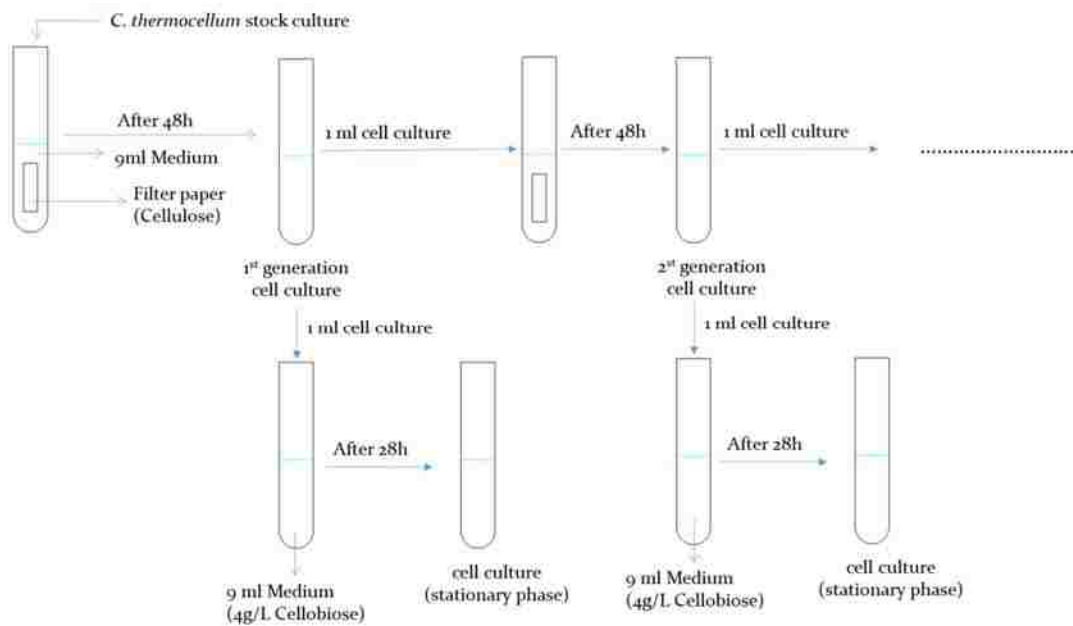 C. thermocellum stock culture
After 48h
9ml Medium
Filter paper
(Cellulose)
1 ml cell culture
After 48h
1 ml cell culture
1st generation
cell culture
2st generation
cell culture
1 ml cell culture
1 ml cell culture
After 28h
After 28h
9 ml Medium
(4g/L Cellobiose)
cell culture
(stationary phase)
9 ml Medium
(4g/L Cellobiose)
cell culture
(stationary phase)